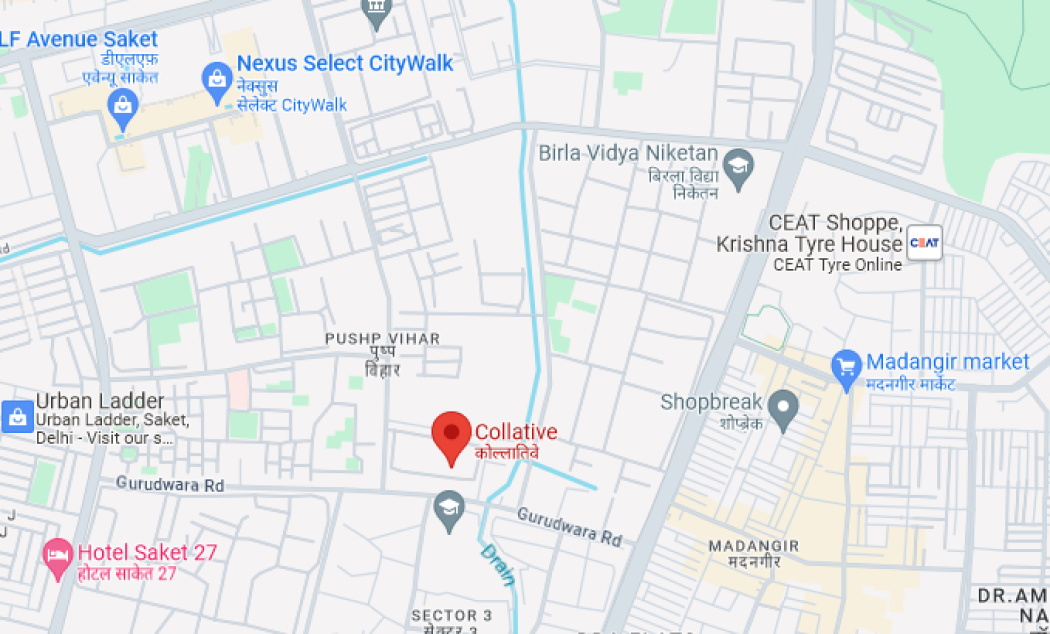 LF Avenue Saket
डीएलएफ़
एवेन्यू साकेत
Nexus Select CityWalk
नेक्सुस
सेलेक्ट CityWalk
Birla Vidya Niketan
बिरला विद्या
निकेतन
CEAT Shoppe,
Krishna Tyre House
CEAT Tyre Online
CEAT
PUSHP VIHAR
पुष्प
विहार
Madangir market
मदनगीर मार्केट
Urban Ladder
Urban Ladder, Saket,
Delhi - Visit our s...
Shopbreak
शोप्ब्रेक
Collative
कोल्लातिवे
Gurudwara Rd
Gurudwara Rd
Hotel Saket 27
होटल साकेत 27
Drain
MADANGIR
मदनगीर
SECTOR 3
सेक्टर 3
DR.AM
NA